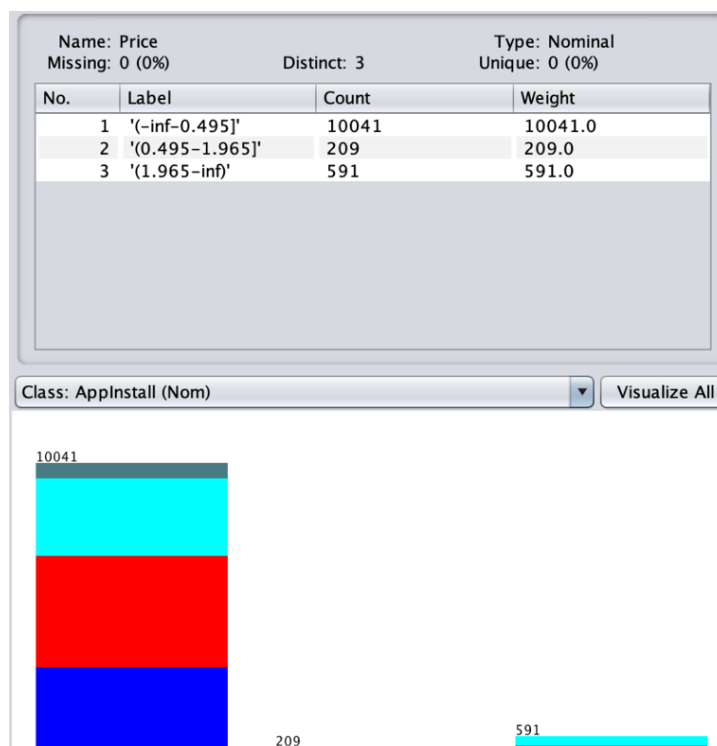 Name: Price Type: Nominal
Missing: 0 (0%) Distinct: 3 Unique: 0 (0%)
No. Label Count Weight
1 '(-inf-0.495]' 10041 10041.0
2 '(0.495-1.965]' 209 209.0
3 '(1.965-inf)' 591 591.0
Class: AppInstall (Nom) Visualize All
10041
591
209